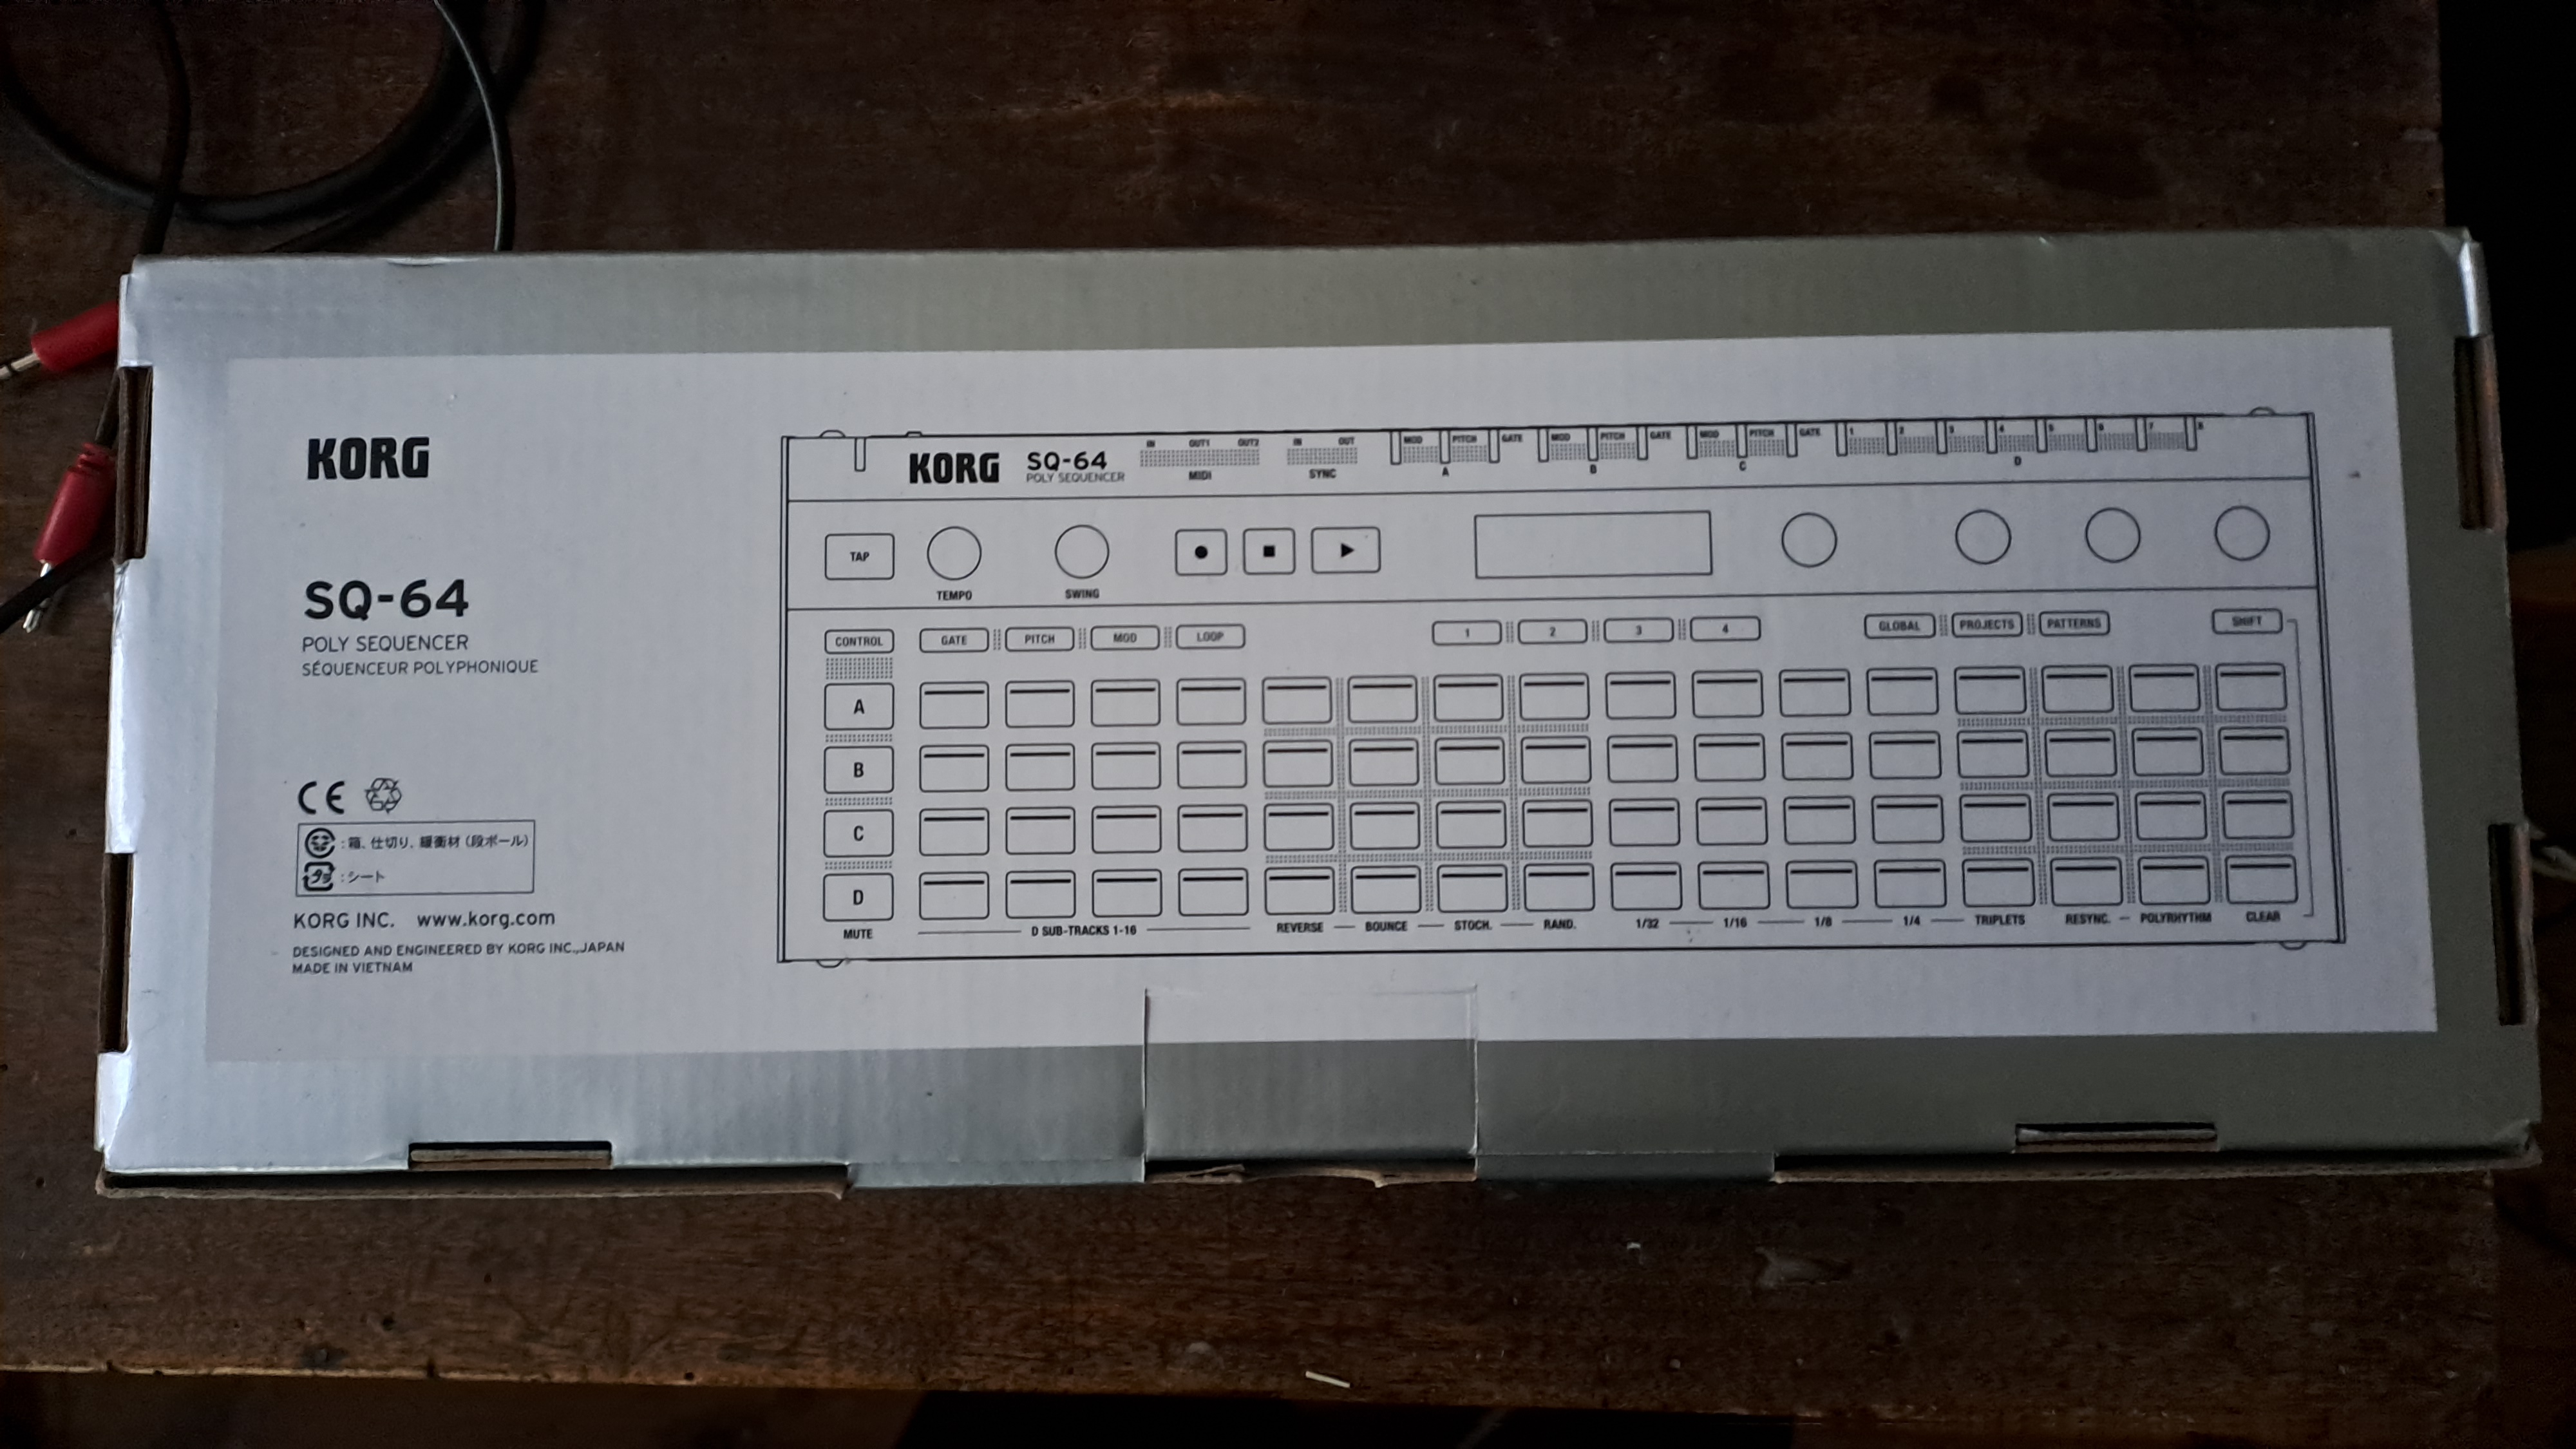 KORG
SQ-64
POLY SEQUENCER
SÉQUENCEUR POLYPHONIQUE
CE
:箱、仕切り、緩衝材(段ボール)
プラ:シート
KORG INC. www.korg.com
DESIGNED AND ENGINEERED BY KORG INC.,JAPAN
MADE IN VIETNAM
KORG SQ-64
POLY SEQUENCER
IN OUT1 OUT2 IN OUT MOD PITCH GATE MOD PITCH GATE MOD PITCH GATE 1 2 3 4 5 6 7 8
MIDI SYNC A B C D
TAP
TEMPO SWING
CONTROL GATE PITCH MOD LOOP 1 2 3 4 GLOBAL PROJECTS PATTERNS SHIFT
A
B
C
D
MUTE D SUB-TRACKS 1-16 REVERSE BOUNCE STOCH. RAND. 1/32 1/16 1/8 1/4 TRIPLETS RESYNC. POLYRHYTHM CLEAR